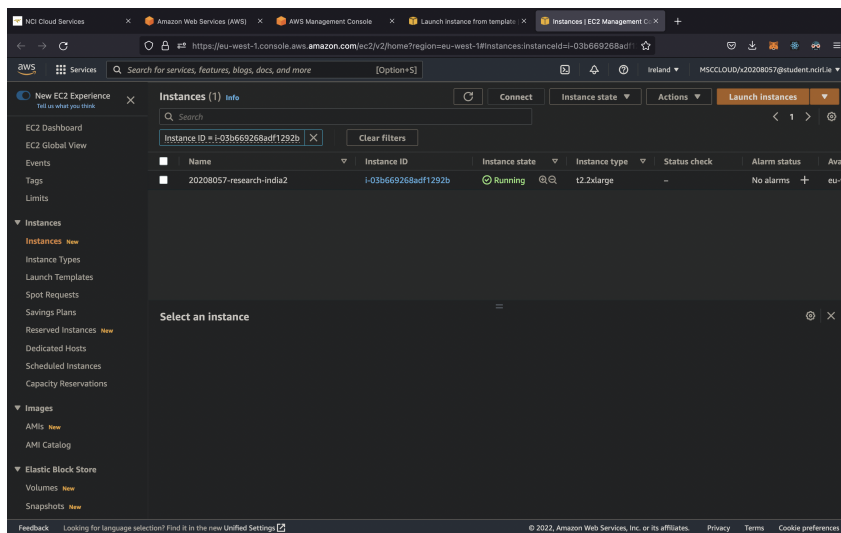 NCI Cloud Services
Amazon Web Services (AWS)
AWS Management Console
Launch instance from template
Instances | EC2 Management Co
https://eu-west-1.console.aws.amazon.com/ec2/v2/home?region=eu-west-1#Instances:instanceId=i-03b669268adf1
aws
Services
Search for services, features, blogs, docs, and more
[Option+S]
Ireland
MSCCLOUD/x20208057@student.ncirl.ie
New EC2 Experience
Tell us what you think
EC2 Dashboard
EC2 Global View
Events
Tags
Limits
Instances
Instances New
Instance Types
Launch Templates
Spot Requests
Savings Plans
Reserved Instances New
Dedicated Hosts
Scheduled Instances
Capacity Reservations
Images
AMIs New
AMI Catalog
Elastic Block Store
Volumes New
Snapshots New
Instances (1) Info
Connect
Instance state
Actions
Launch instances
Search
1
Instance ID = i-03b669268adf1292b
Clear filters
Name
Instance ID
Instance state
Instance type
Status check
Alarm status
Ava
20208057-research-india2
i-03b669268adf1292b
Running
t2.2xlarge
–
No alarms
eu-
Select an instance
Feedback
Looking for language selection? Find it in the new Unified Settings
© 2022, Amazon Web Services, Inc. or its affiliates.
Privacy
Terms
Cookie preferences